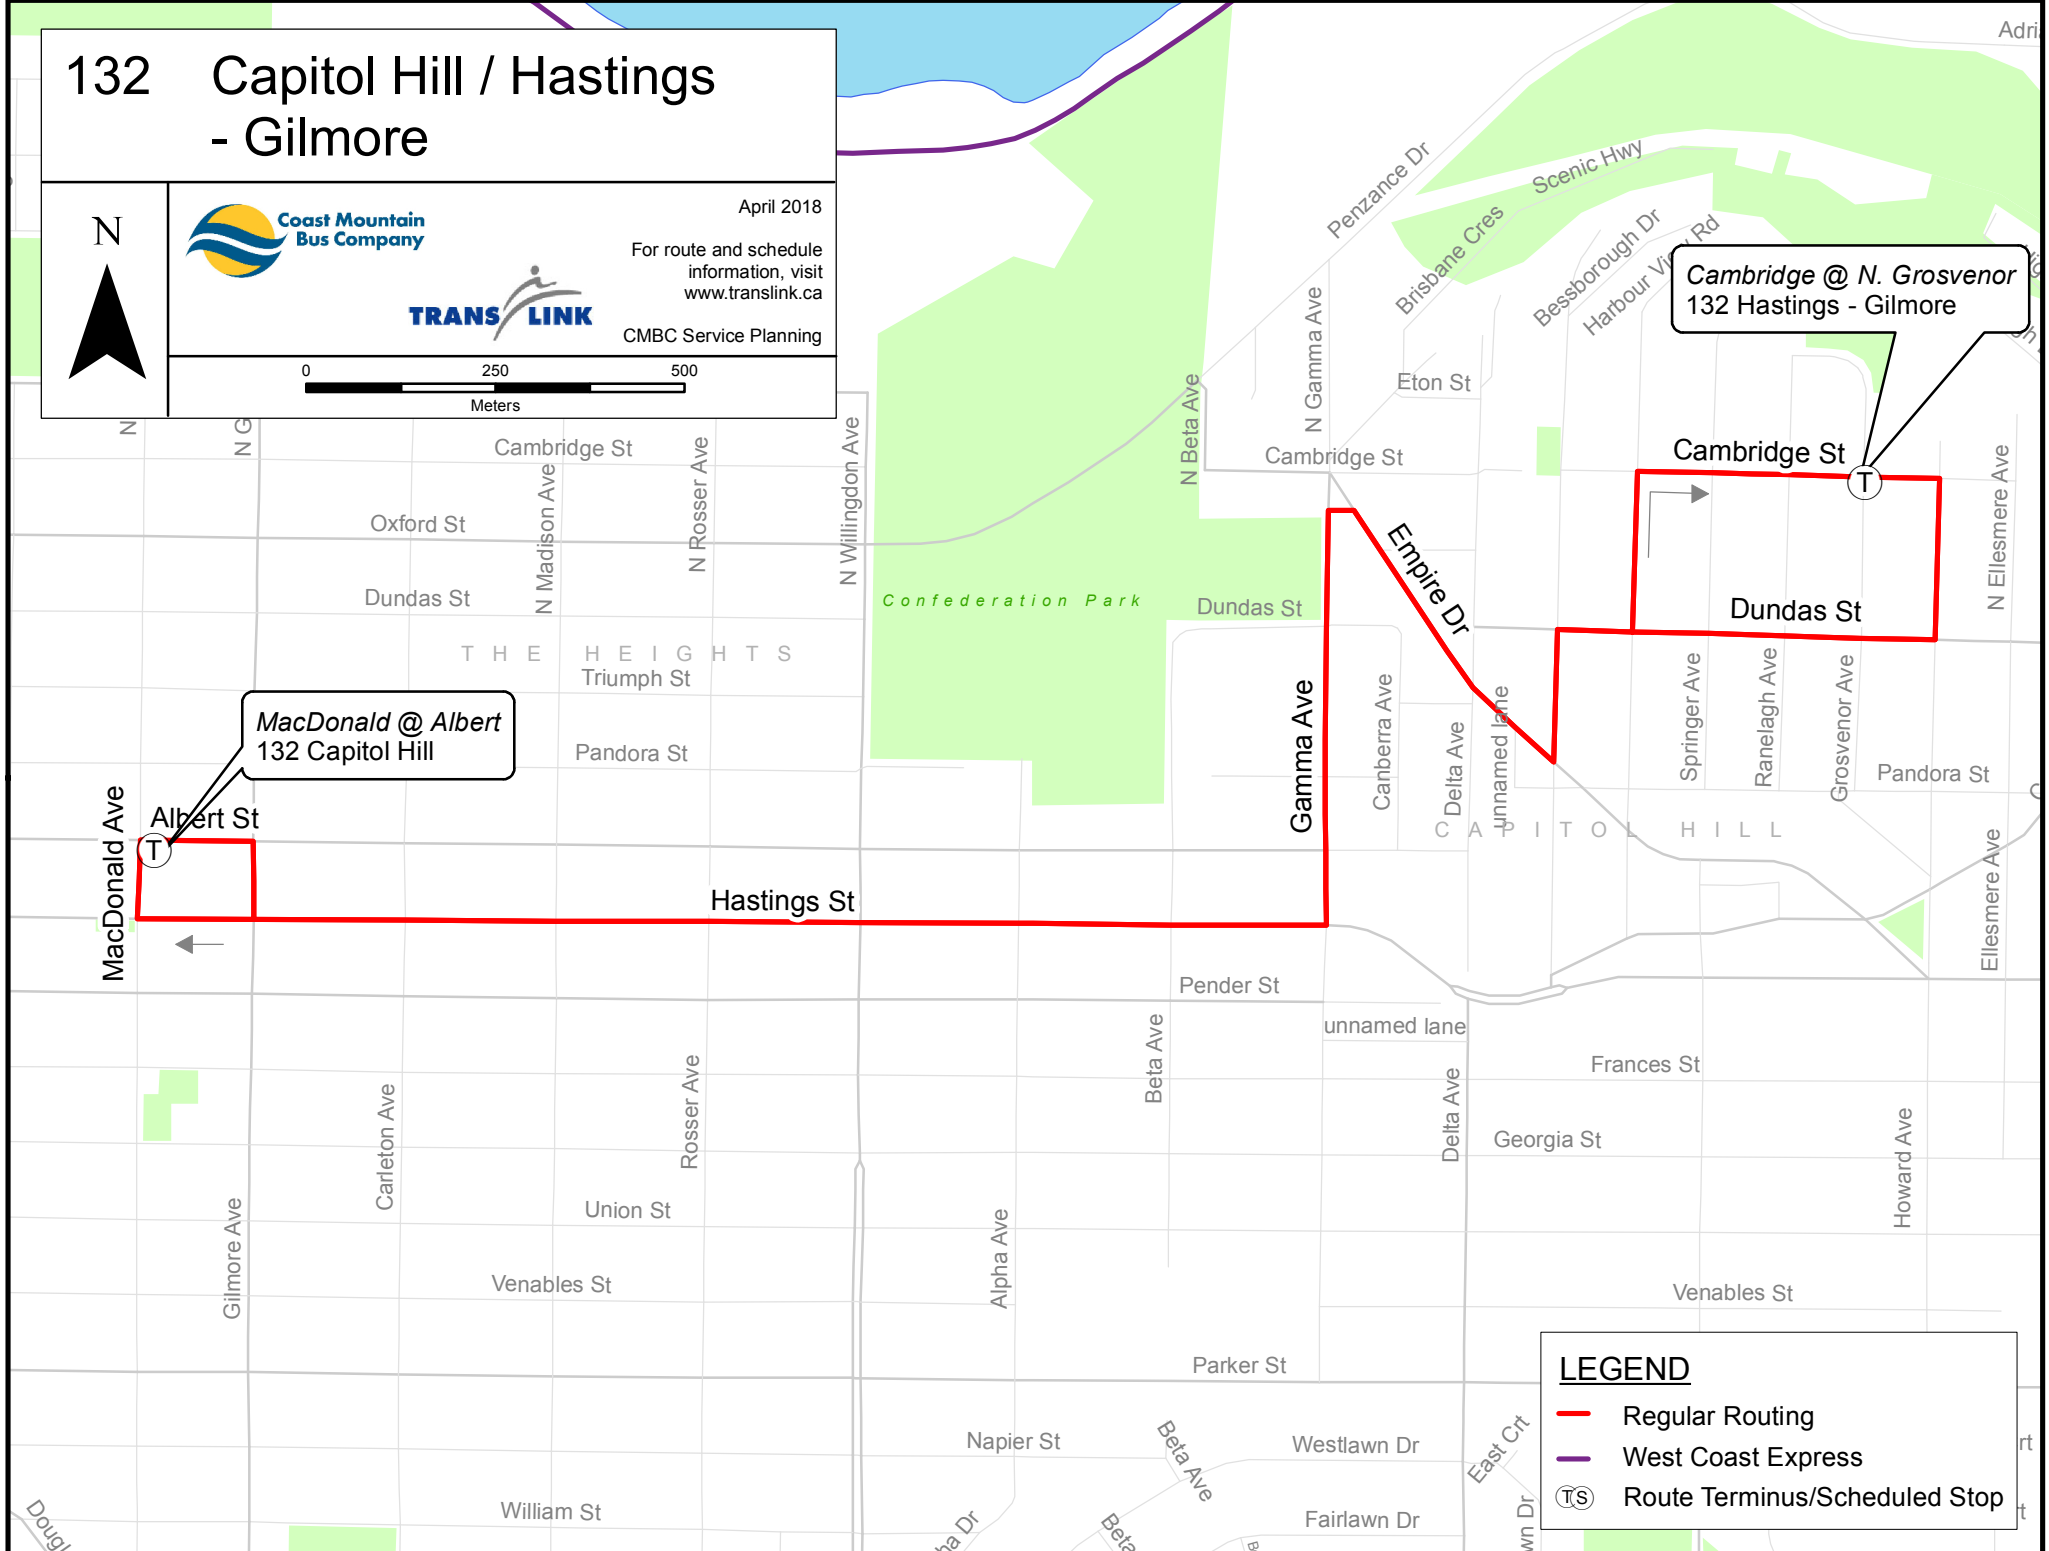 132 Capitol Hill / Hastings
- Gilmore
N
Coast Mountain
Bus Company
TRANS LINK
April 2018
For route and schedule
information, visit
www.translink.ca
CMBC Service Planning
0 250 500
Meters
Penzance Dr
Scenic Hwy
Brisbane Cres
Bessborough Dr
Cambridge @ N. Grosvenor
132 Hastings - Gilmore
N Gamma Ave
Eton St
N Beta Ave
Cambridge St
Cambridge St
Cambridge St
N Madison Ave
N Rosser Ave
N Willingdon Ave
N Ellesmere Ave
T
Oxford St
Empire Dr
Dundas St
Confederation Park
Dundas St
Dundas St
THE HEIGHTS
Triumph St
MacDonald @ Albert
132 Capitol Hill
Pandora St
Gamma Ave
Canberra Ave
Delta Ave
unnamed lane
Springer Ave
Ranelagh Ave
Grosvenor Ave
Pandora St
MacDonald Ave
Albert St
T
CAPITOL HILL
Hastings St
Ellesmere Ave
Pender St
unnamed lane
Beta Ave
Frances St
Rosser Ave
Carleton Ave
Delta Ave
Georgia St
Howard Ave
Union St
Gilmore Ave
Alpha Ave
Venables St
Venables St
Parker St
Napier St
Beta Ave
Westlawn Dr
East Crt
William St
Fairlawn Dr
LEGEND
Regular Routing
West Coast Express
TS Route Terminus/Scheduled Stop